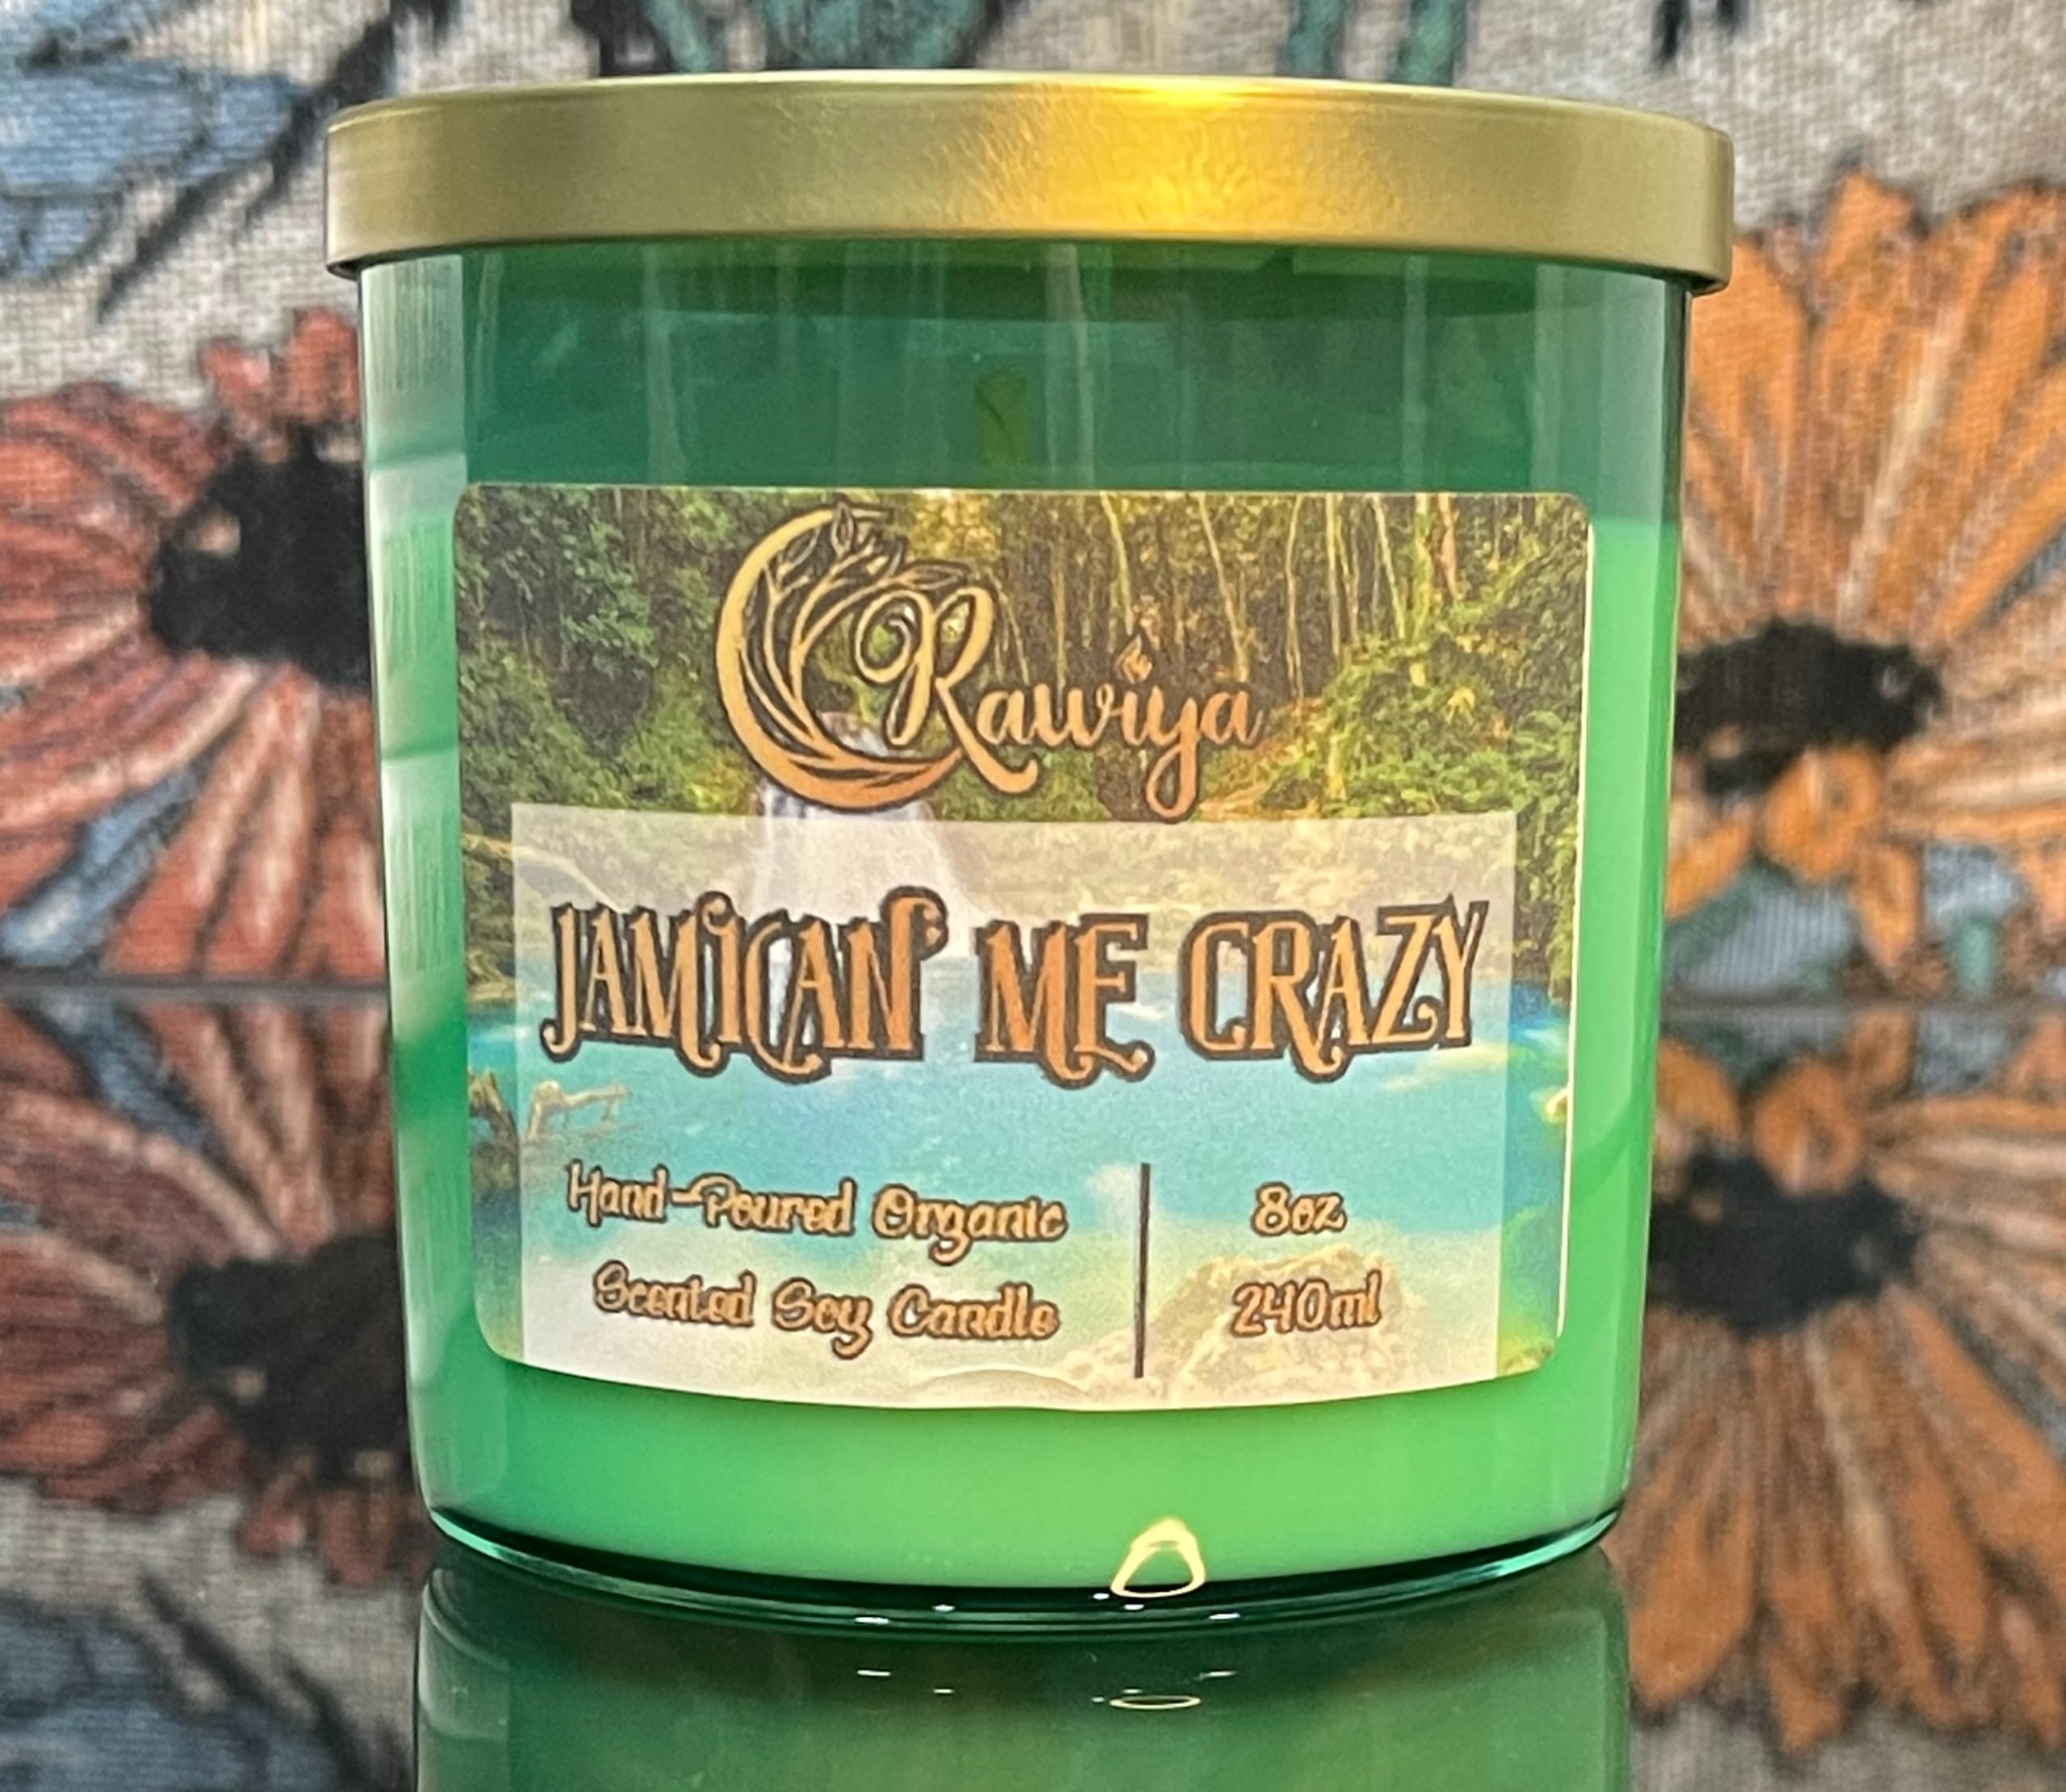 Rawiya
JAMICAN ME CRAZY
Hand-Poured Organic
Scented Soy Candle
8oz
240ml